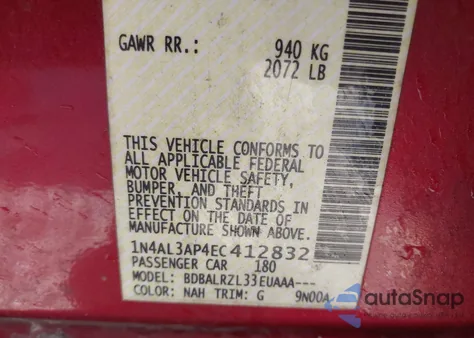 GAWR RR.: 940 KG
2072 LB
THIS VEHICLE CONFORMS TO
ALL APPLICABLE FEDERAL
MOTOR VEHICLE SAFETY,
BUMPER, AND THEFT
PREVENTION STANDARDS IN
EFFECT ON THE DATE OF
MANUFACTURE SHOWN ABOVE.
1N4AL3AP4EC412832
PASSENGER CAR 180
MODEL: BDBALRZL33EUAAA---
COLOR: NAH TRIM: G 9N00A
autoSnap